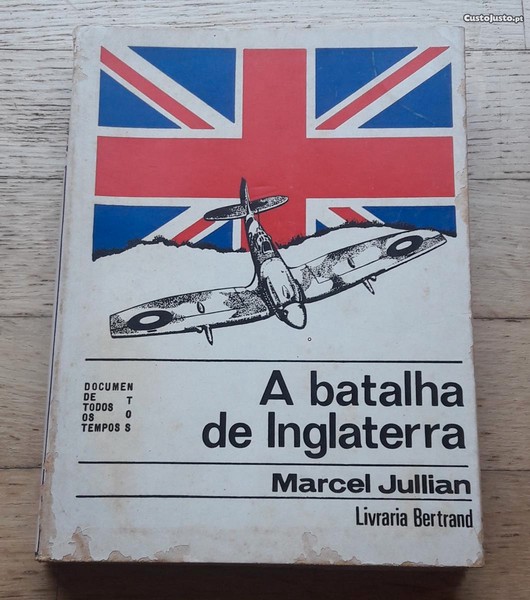 CustoJusto.pt
DOCUMEN
DE T
TODOS O
OS
TEMPOS S
A batalha
de Inglaterra
Marcel Jullian
Livraria Bertrand